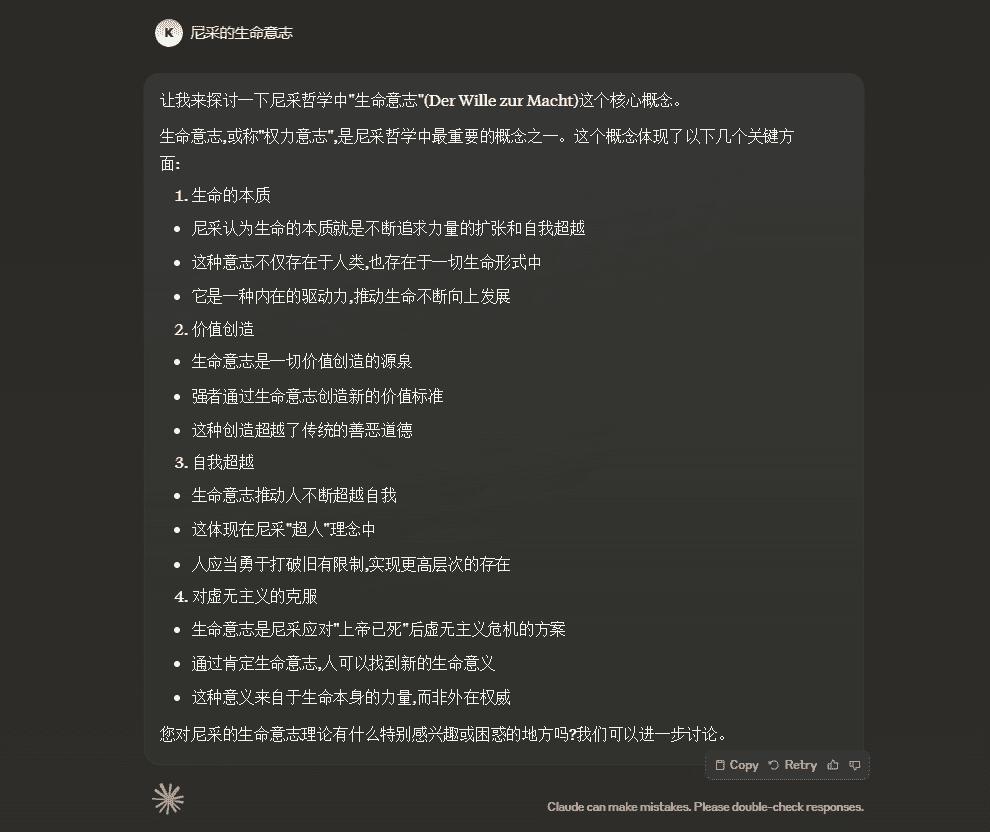 K 尼采的生命意志
让我来探讨一下尼采哲学中"生命意志"(Der Wille zur Macht)这个核心概念。
生命意志,或称"权力意志",是尼采哲学中最重要的概念之一。这个概念体现了以下几个关键方
面:
1. 生命的本质
• 尼采认为生命的本质就是不断追求力量的扩张和自我超越
• 这种意志不仅存在于人类,也存在于一切生命形式中
• 它是一种内在的驱动力,推动生命不断向上发展
2. 价值创造
• 生命意志是一切价值创造的源泉
• 强者通过生命意志创造新的价值标准
• 这种创造超越了传统的善恶道德
3. 自我超越
• 生命意志推动人不断超越自我
• 这体现在尼采"超人"理念中
• 人应当勇于打破旧有限制,实现更高层次的存在
4. 对虚无主义的克服
• 生命意志是尼采应对"上帝已死"后虚无主义危机的方案
• 通过肯定生命意志,人可以找到新的生命意义
• 这种意义来自于生命本身的力量,而非外在权威
您对尼采的生命意志理论有什么特别感兴趣或困惑的地方吗?我们可以进一步讨论。
Copy Retry
Claude can make mistakes. Please double-check responses.